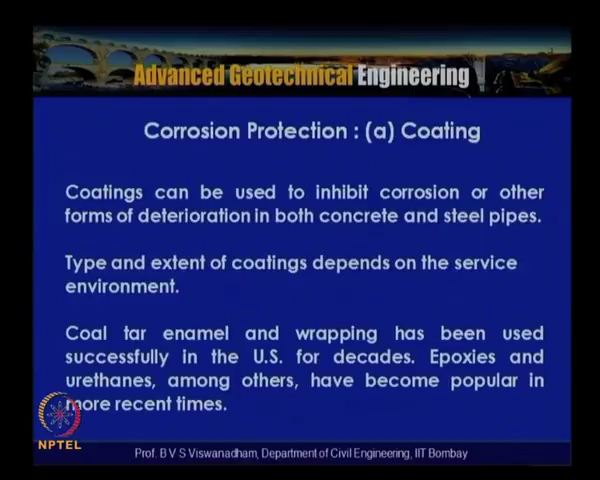 Advanced Geotechnical Engineering
Corrosion Protection : (a) Coating
Coatings can be used to inhibit corrosion or other
forms of deterioration in both concrete and steel pipes.
Type and extent of coatings depends on the service
environment.
Coal tar enamel and wrapping has been used
successfully in the U.S. for decades. Epoxies and
urethanes, among others, have become popular in
more recent times.
NPTEL
Prof. B V S Viswanadham, Department of Civil Engineering, IIT Bombay